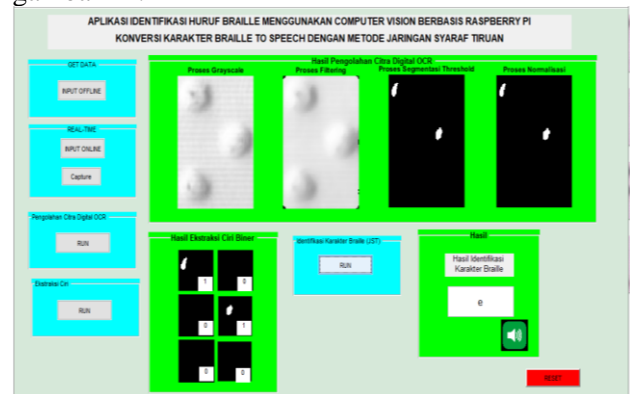 APLIKASI IDENTIFIKASI HURUF BRAILLE MENGGUNAKAN COMPUTER VISION BERBASIS RASPBERRY PI
KONVERSI KARAKTER BRAILLE TO SPEECH DENGAN METODE JARINGAN SYARAF TIRUAN
GET DATA
INPUT OFFLINE
REAL-TIME
INPUT ONLINE
Capture
Pengolahan Citra Digital OCR
RUN
Ekstraksi Ciri
RUN
Hasil Pengolahan Citra Digital OCR
Proses Grayscale Proses Filtering Proses Segmentasi Threshold Proses Normalisasi
Hasil Ekstraksi Ciri Biner
1 0
0 1
0 0
Identifikasi Karakter Braille (JST)
RUN
Hasil
Hasil Identifikasi
Karakter Braille
e
RESET